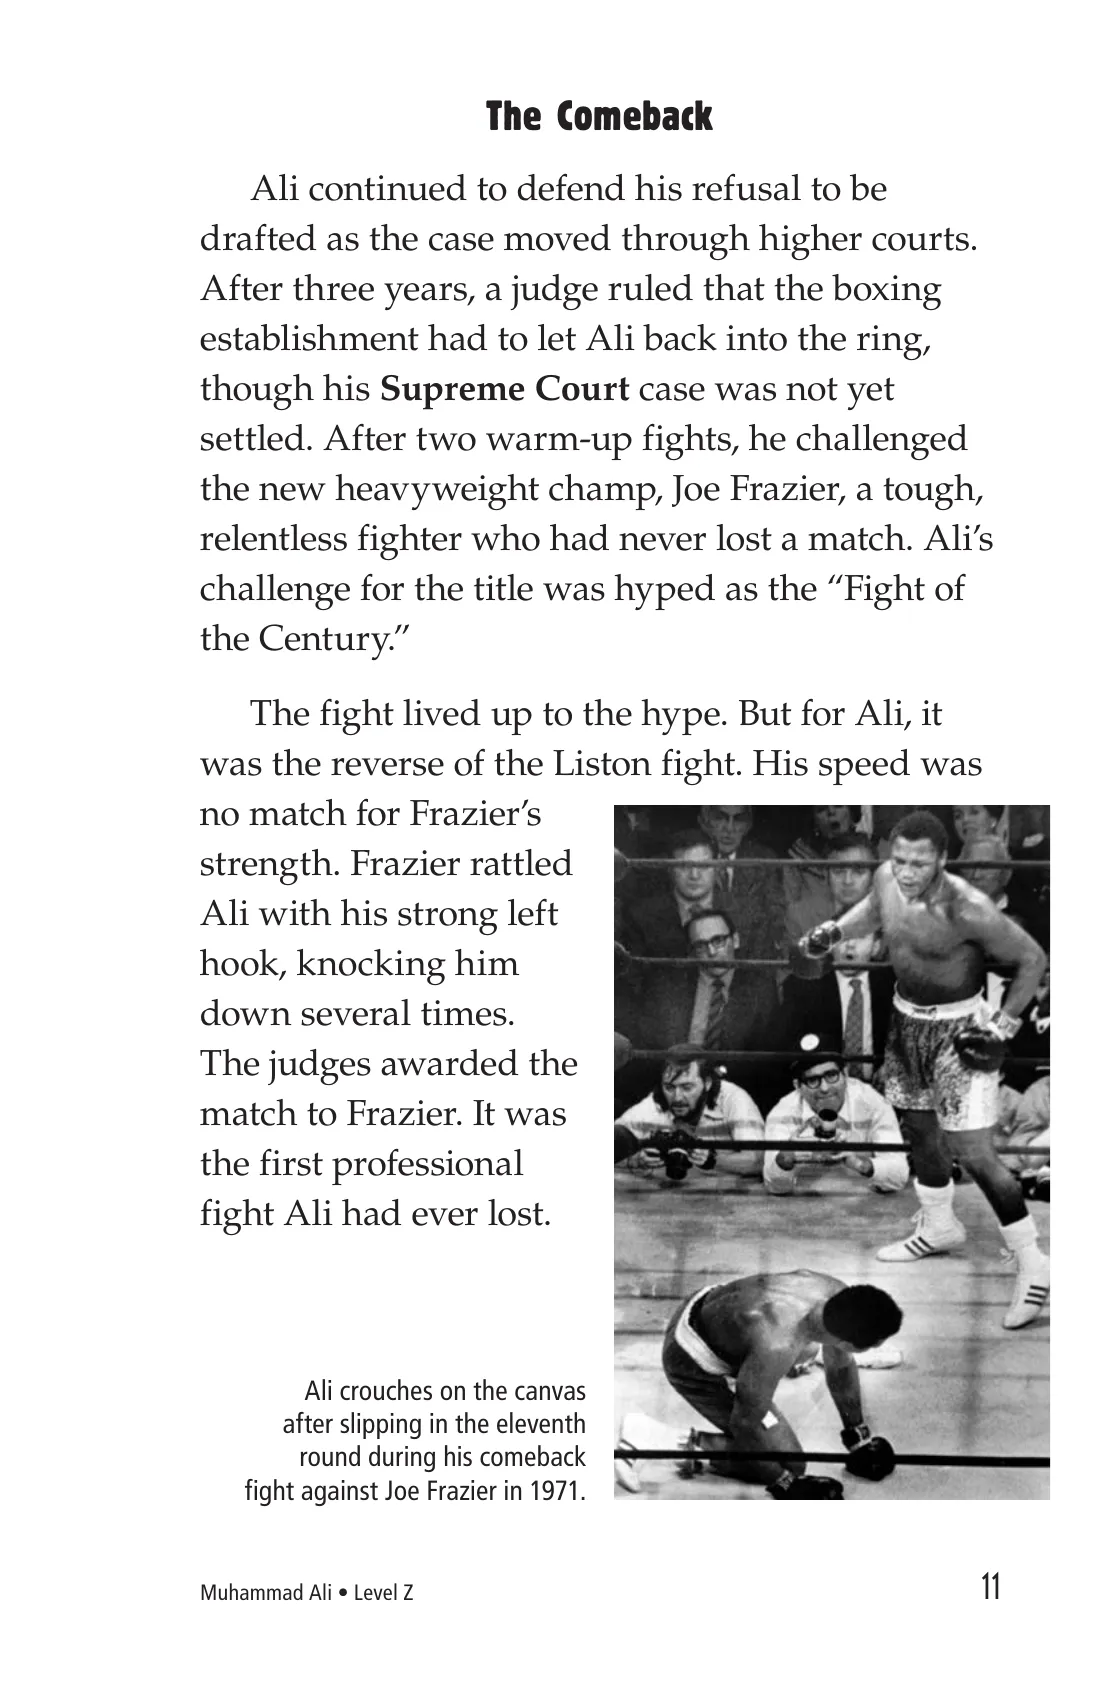 The Comeback
Ali continued to defend his refusal to be
drafted as the case moved through higher courts.
After three years, a judge ruled that the boxing
establishment had to let Ali back into the ring,
though his Supreme Court case was not yet
settled. After two warm-up fights, he challenged
the new heavyweight champ, Joe Frazier, a tough,
relentless fighter who had never lost a match. Ali’s
challenge for the title was hyped as the “Fight of
the Century.”
The fight lived up to the hype. But for Ali, it
was the reverse of the Liston fight. His speed was
no match for Frazier’s
strength. Frazier rattled
Ali with his strong left
hook, knocking him
down several times.
The judges awarded the
match to Frazier. It was
the first professional
fight Ali had ever lost.
Ali crouches on the canvas
after slipping in the eleventh
round during his comeback
fight against Joe Frazier in 1971.
Muhammad Ali • Level Z
11